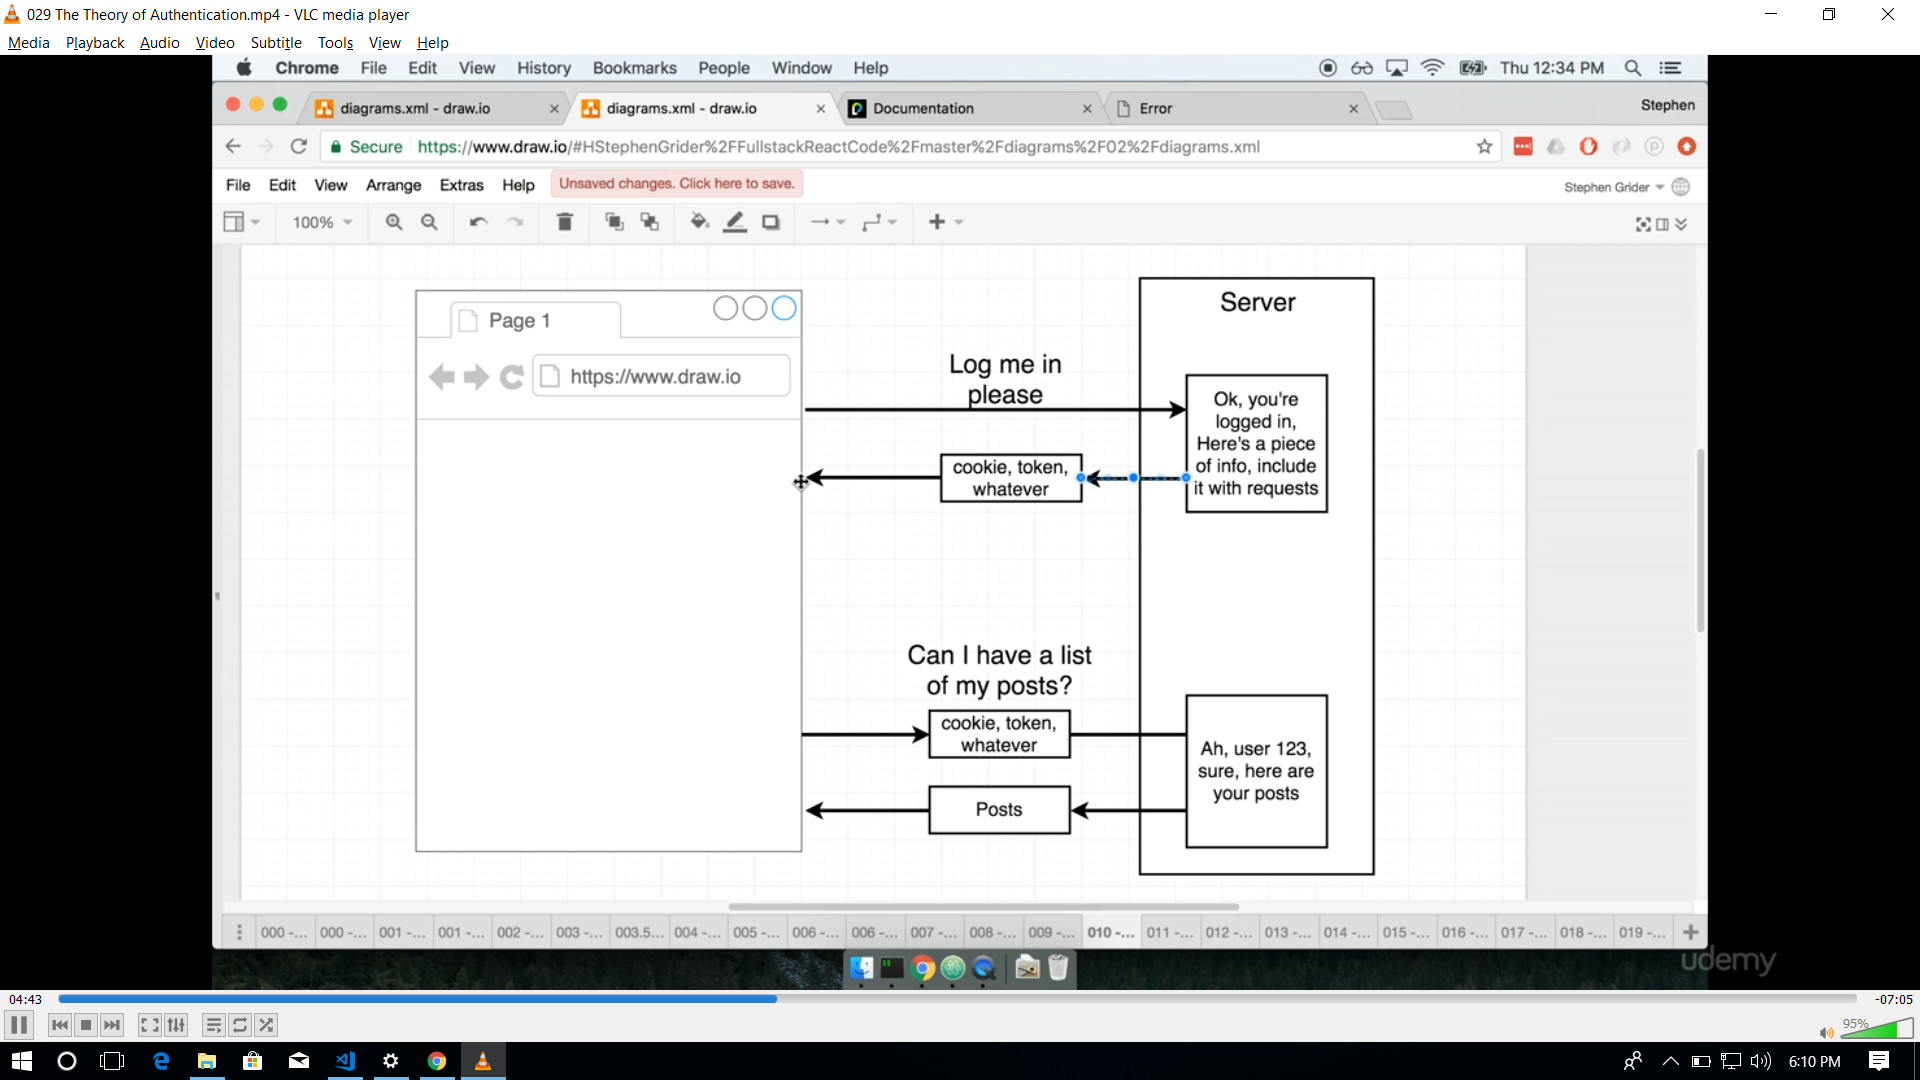 029 The Theory of Authentication.mp4 - VLC media player
Media Playback Audio Video Subtitle Tools View Help
Chrome File Edit View History Bookmarks People Window Help
Thu 12:34 PM
diagrams.xml - draw.io
diagrams.xml - draw.io
Documentation
Error
Stephen
Secure https://www.draw.io/#HStephenGrider%2FFullstackReactCode%2Fmaster%2Fdiagrams%2F02%2Fdiagrams.xml
File Edit View Arrange Extras Help
Unsaved changes. Click here to save.
Stephen Grider
100%
Page 1
https://www.draw.io
Log me in
please
cookie, token,
whatever
Server
Ok, you're
logged in,
Here's a piece
of info, include
it with requests
Can I have a list
of my posts?
cookie, token,
whatever
Posts
Ah, user 123,
sure, here are
your posts
000 -... 000 -... 001 -... 001 -... 002 -... 003 -... 003.5... 004 -... 005 -... 006 -... 006 -... 007 -... 008 -... 009 -... 010 -... 011 -... 012 -... 013 -... 014 -... 015 -... 016 -... 017 -... 018 -... 019 -...
udemy
04:43
-07:05
95%
6:10 PM